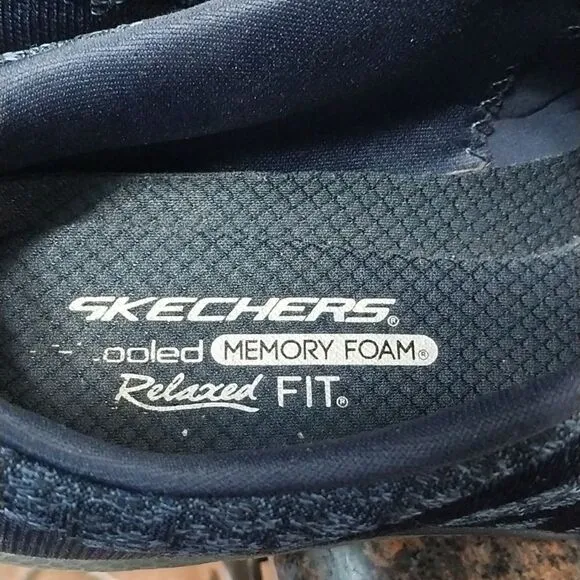 SKECHERS®
ooled MEMORY FOAM®
Relaxed FIT®